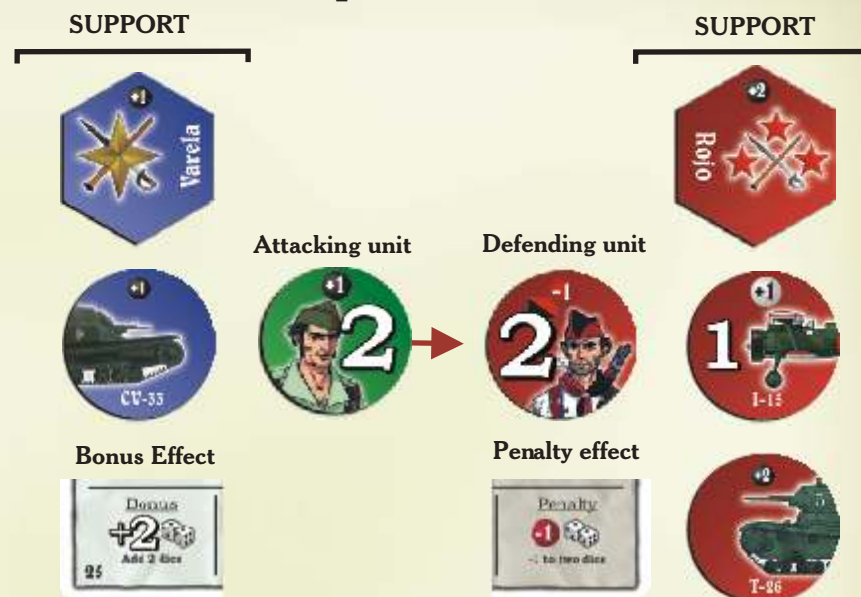 SUPPORT
SUPPORT
+1
Varela
+2
Rojo
Attacking unit
Defending unit
+1
CV-33
+1
2
-1
2
+1
1
I-15
Bonus Effect
Penalty effect
Bonus
+2
Add 2 dice
25
Penalty
-1
-1 to two dice
+2
T-26